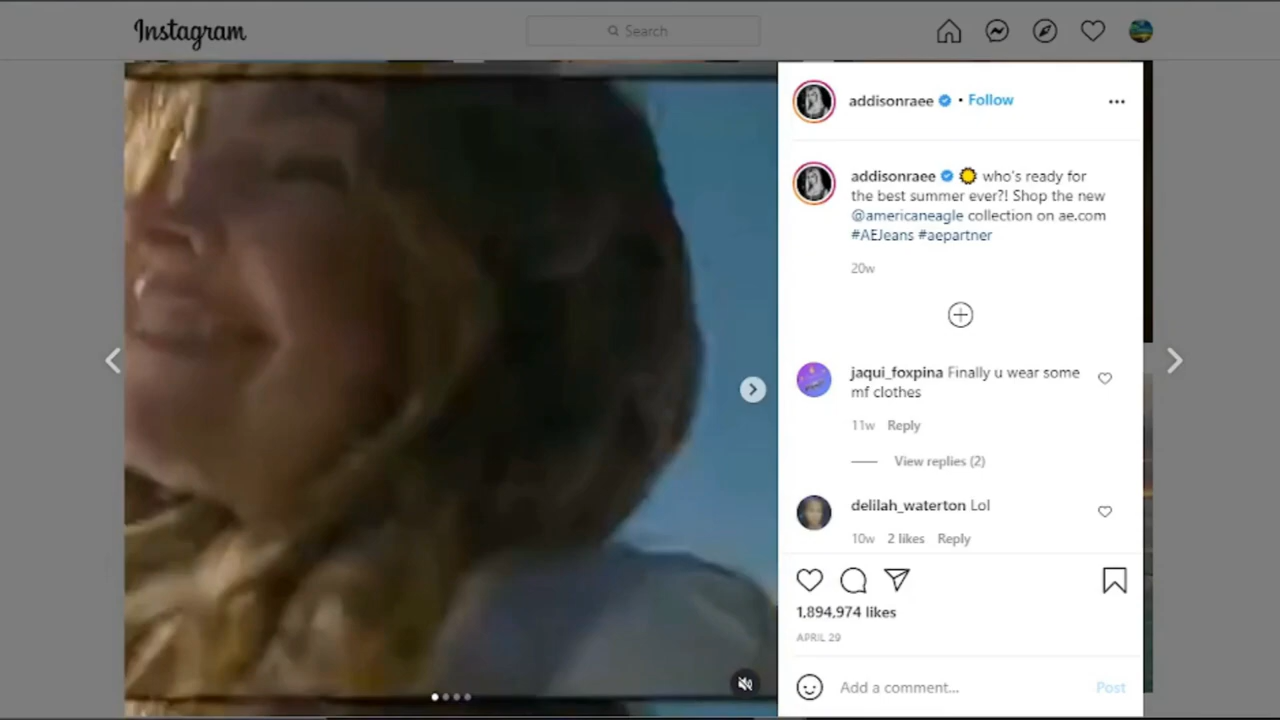 Instagram
Search
addisonraee • Follow
addisonraee who's ready for
the best summer ever?! Shop the new
@americaneagle collection on ae.com
#AEJeans #aepartner
20w
jaqui_foxpina Finally u wear some
mf clothes
11w Reply
View replies (2)
delilah_waterton Lol
10w 2 likes Reply
1,894,974 likes
APRIL 29
Add a comment... Post